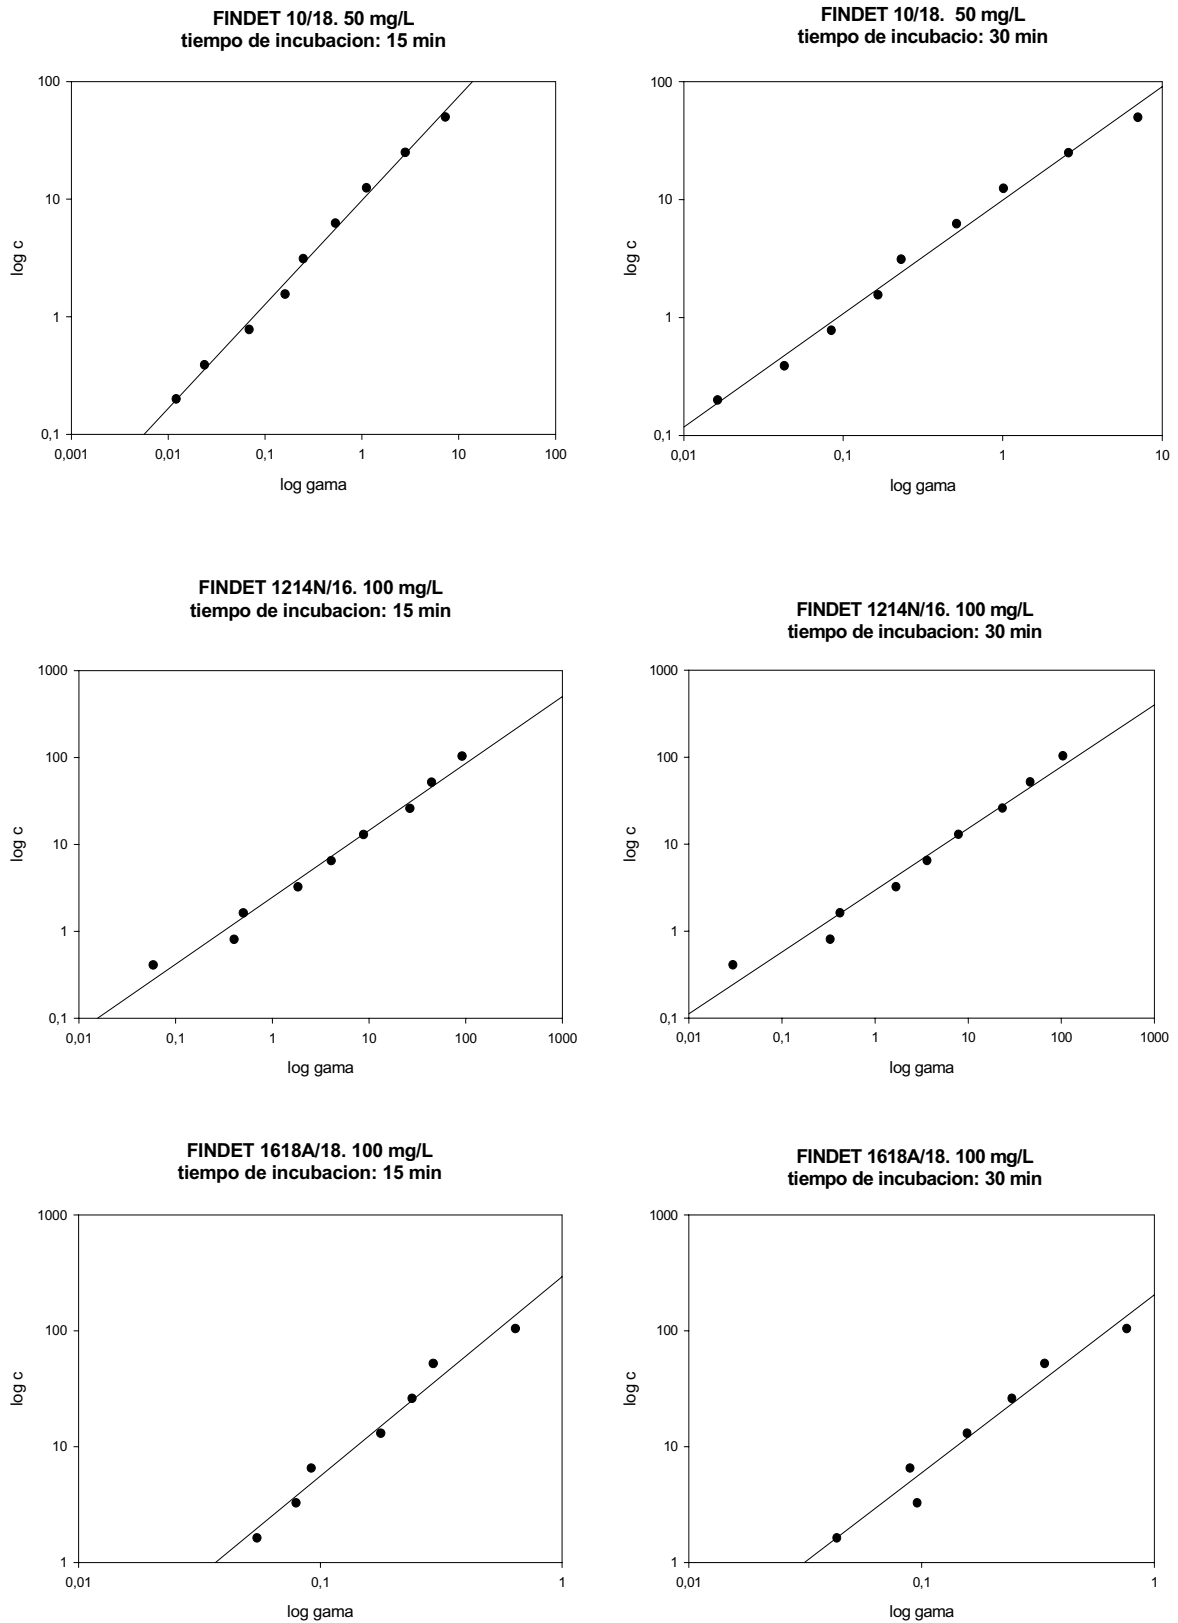 FINDET 10/18. 50 mg/L
tiempo de incubacion: 15 min
100
10
1
0,1
log c
0,001
0,01
0,1
1
10
100
log gama
FINDET 10/18.  50 mg/L
tiempo de incubacio: 30 min
100
10
1
0,1
log c
0,01
0,1
1
10
log gama
FINDET 1214N/16. 100 mg/L
tiempo de incubacion: 15 min
1000
100
10
1
0,1
log c
0,01
0,1
1
10
100
1000
log gama
FINDET 1214N/16. 100 mg/L
tiempo de incubacion: 30 min
1000
100
10
1
0,1
log c
0,01
0,1
1
10
100
1000
log gama
FINDET 1618A/18. 100 mg/L
tiempo de incubacion: 15 min
1000
100
10
1
log c
0,01
0,1
1
log gama
FINDET 1618A/18. 100 mg/L
tiempo de incubacion: 30 min
1000
100
10
1
log c
0,01
0,1
1
log gama